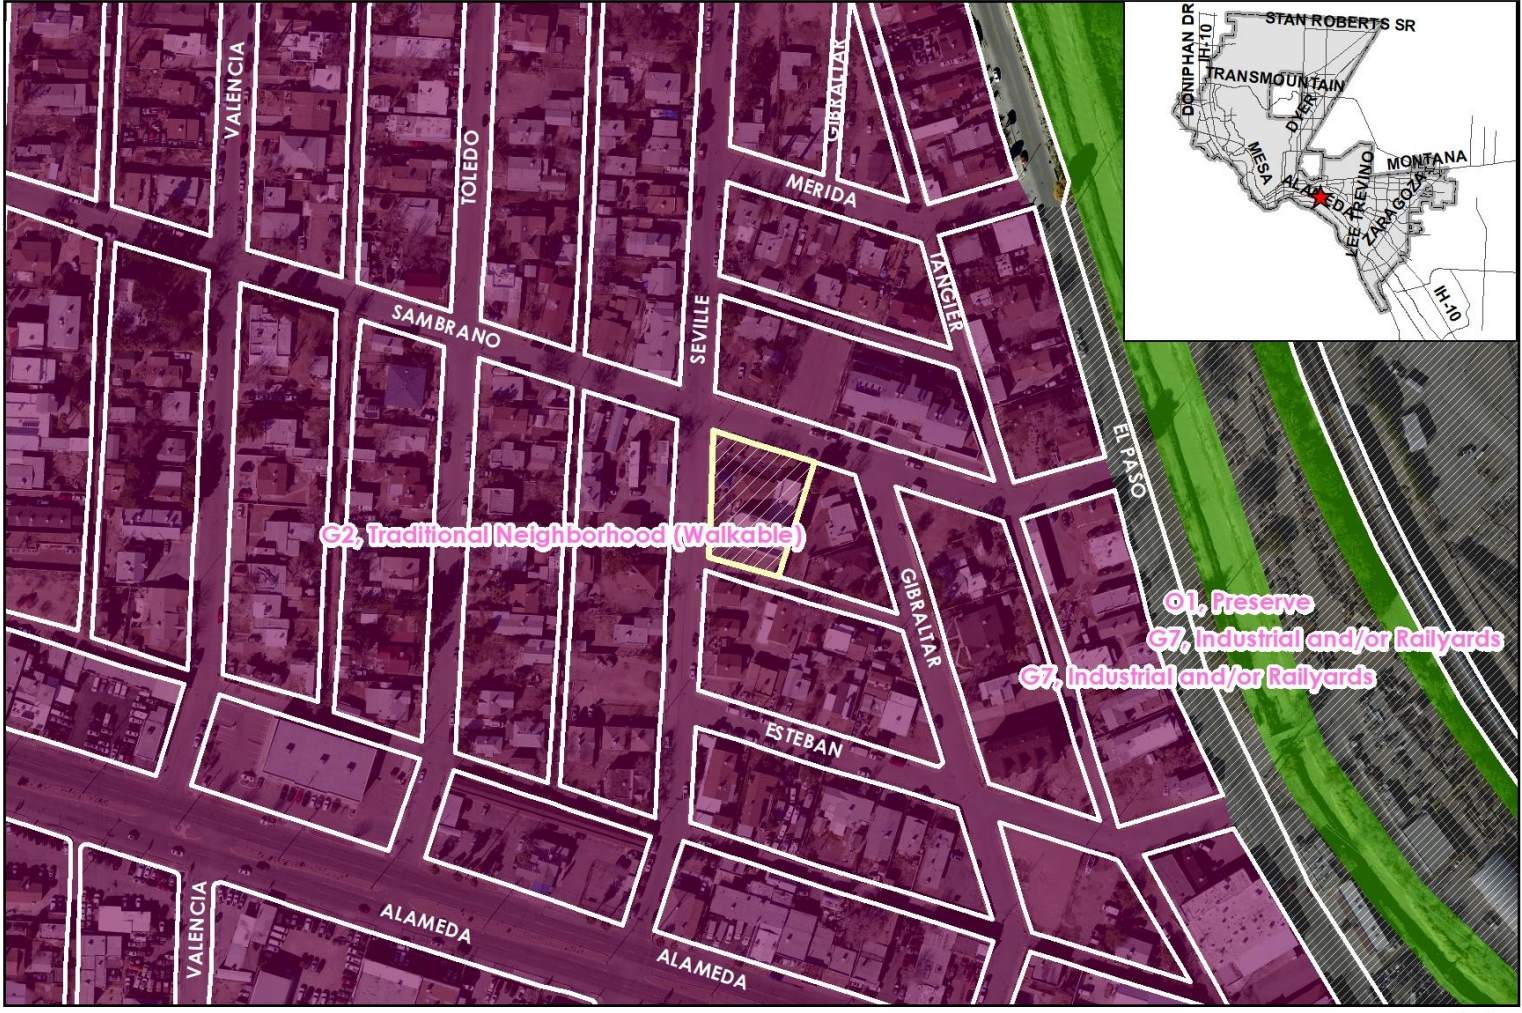 STAN ROBERTS SR
DONIPHAN DR
IH-10
TRANSMOUNTAIN
DYER
MESA
MONTANA
ALAMEDA
LEE TREVINO
ZARAGOZA
IH-10
VALENCIA
GIBRALTAR
TOLEDO
MERIDA
TANGIER
SAMBRANO
SEVILLE
EL PASO
G2, Traditional Neighborhood (Walkable)
GIBRALTAR
O1, Preserve
G7, Industrial and/or Railyards
G7, Industrial and/or Railyards
ESTEBAN
VALENCIA
ALAMEDA
ALAMEDA